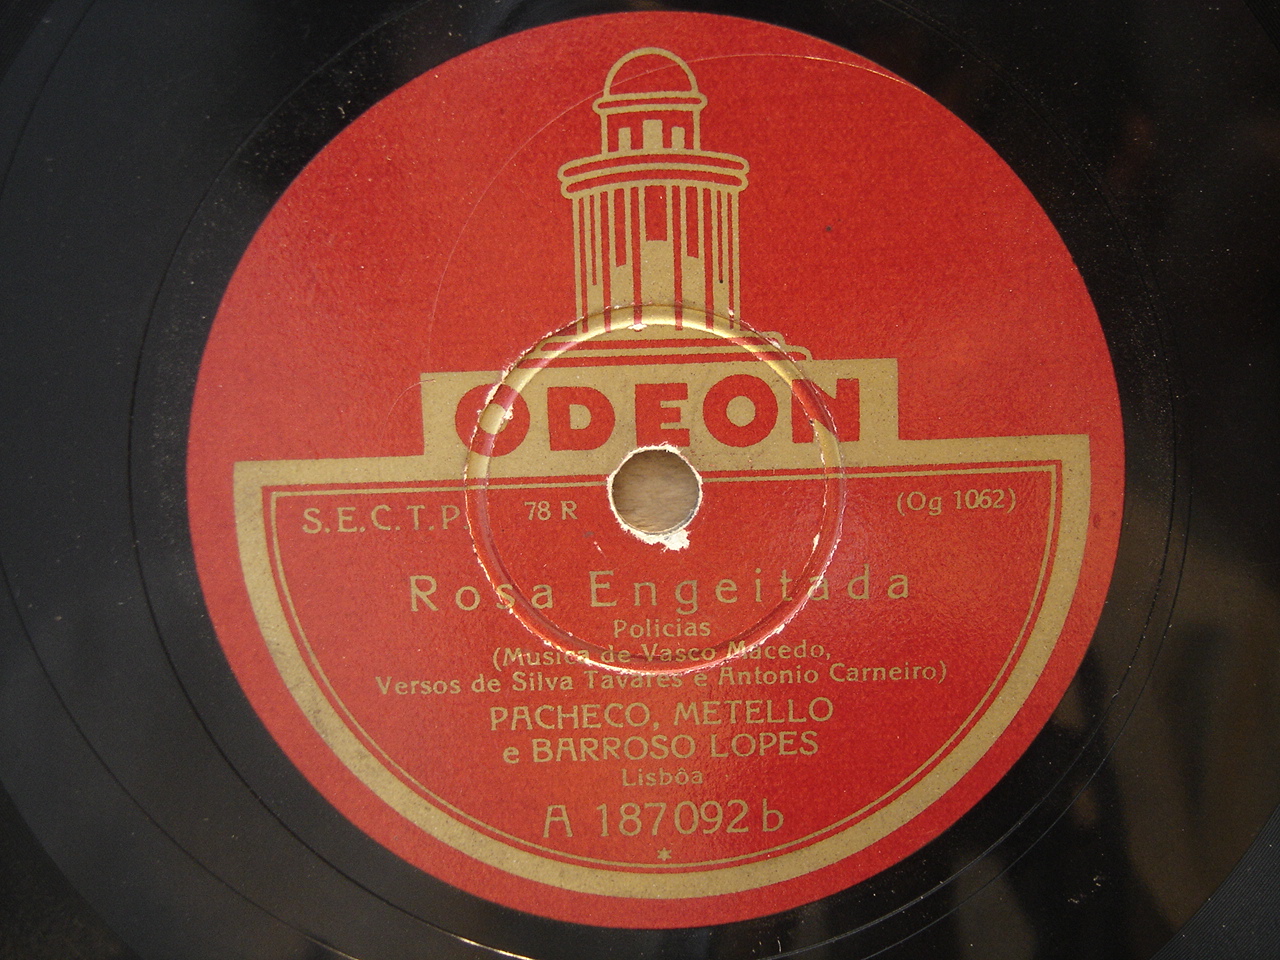 ODEON
S.E.C.T.P. 78 R (Og 1062)
Rosa Engeitada
Policias
(Musica de Vasco Macedo,
Versos de Silva Tavares e Antonio Carneiro)
PACHECO, METELLO
e BARROSO LOPES
Lisbôa
A 187092 b
*